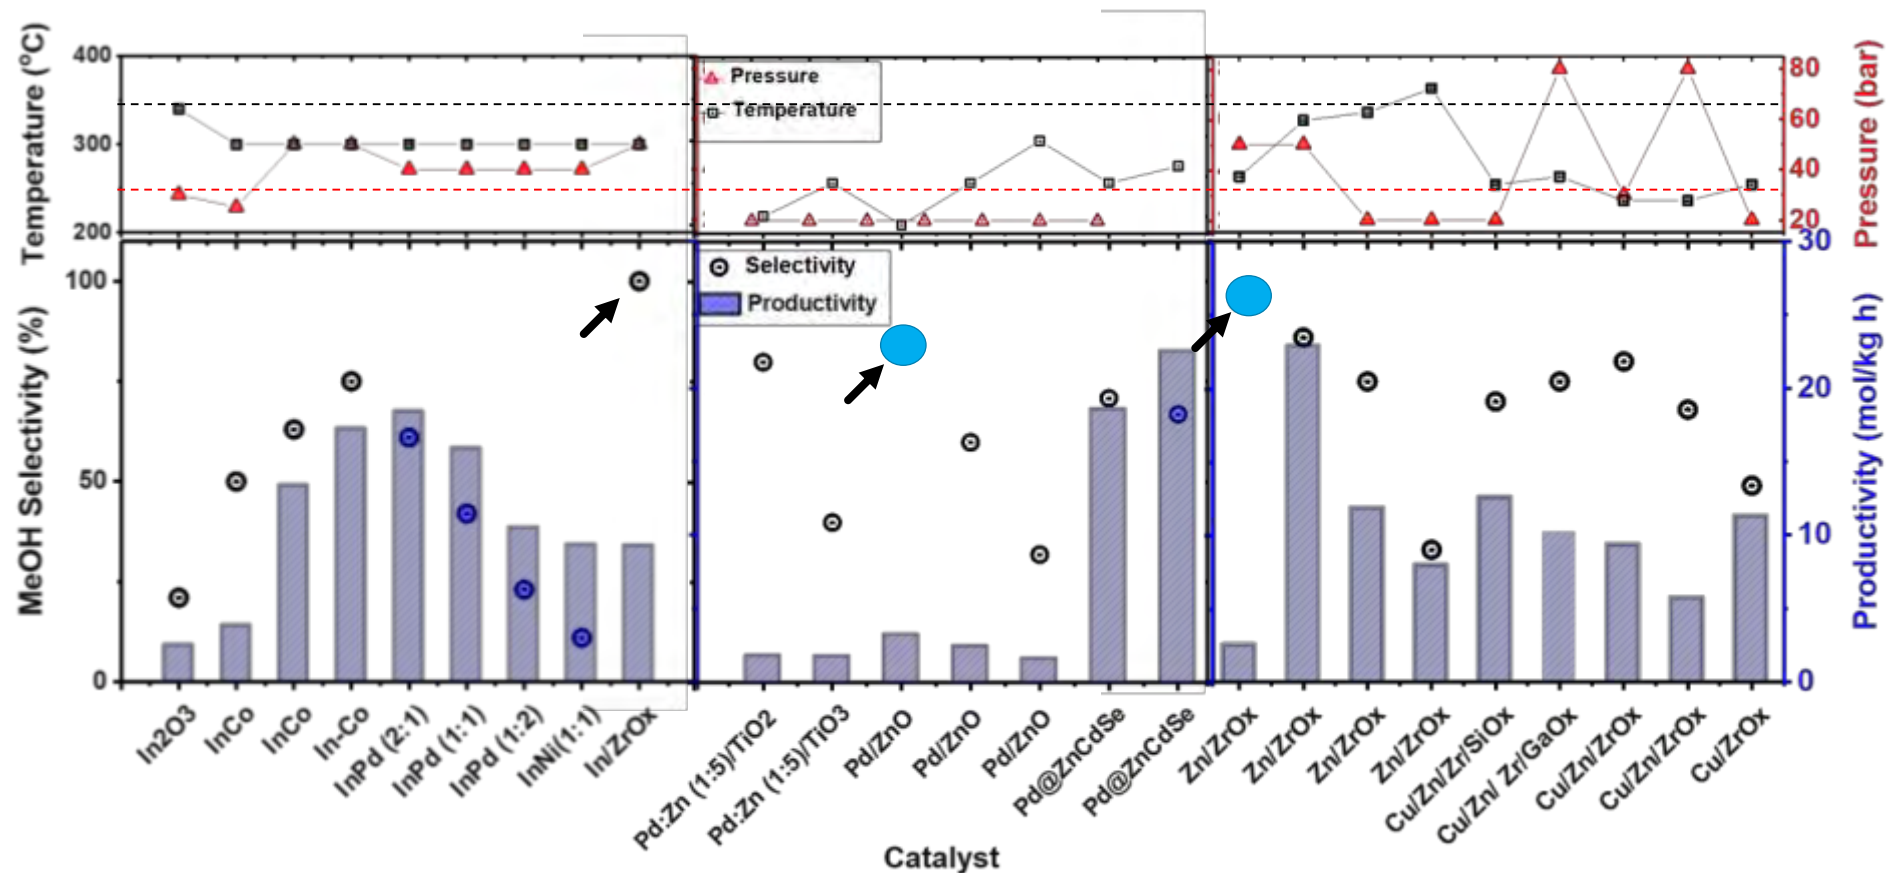 Temperature (°C)
400
300
200
Pressure
Temperature
80
60
40
20
Pressure (bar)
MeOH Selectivity (%)
100
50
0
Selectivity
Productivity
30
20
10
0
Productivity (mol/kg h)
In2O3
InCo
InCo
In-Co
InPd (2:1)
InPd (1:1)
InPd (1:2)
InNi(1:1)
In/ZrOx
Pd:Zn (1:5)/TiO2
Pd:Zn (1:5)/TiO3
Pd/ZnO
Pd/ZnO
Pd/ZnO
Pd@ZnCdSe
Pd@ZnCdSe
Zn/ZrOx
Zn/ZrOx
Zn/ZrOx
Zn/ZrOx
Cu/Zn/Zr/SiOx
Cu/Zn/ Zr/GaOx
Cu/Zn/ZrOx
Cu/Zn/ZrOx
Cu/ZrOx
Catalyst